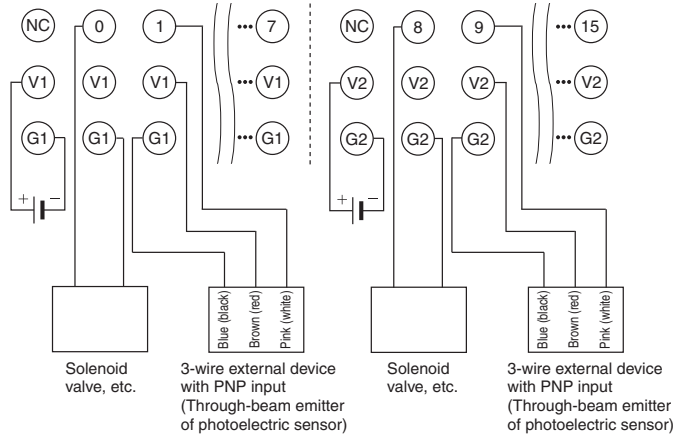 NC 0 1 ••• 7 NC 8 9 ••• 15
V1 V1 V1 ••• V1 V2 V2 V2 ••• V2
G1 G1 G1 ••• G1 G2 G2 G2 ••• G2
+ − + −
Blue (black)
Brown (red)
Pink (white)
Blue (black)
Brown (red)
Pink (white)
Solenoid
valve, etc.
3-wire external device
with PNP input
(Through-beam emitter
of photoelectric sensor)
Solenoid
valve, etc.
3-wire external device
with PNP input
(Through-beam emitter
of photoelectric sensor)